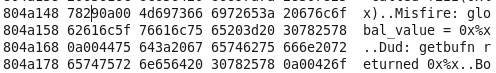 804a148 78290a00 4d697366 6972653a 20676c6f x)..Misfire: glo
804a158 62616c5f 76616c75 65203d20 30782578 bal_value = 0x%x
804a168 0a004475 643a2067 65746275 666e2072 ..Dud: getbufn r
804a178 65747572 6e656420 30782578 0a00426f eturned 0x%x..Bo